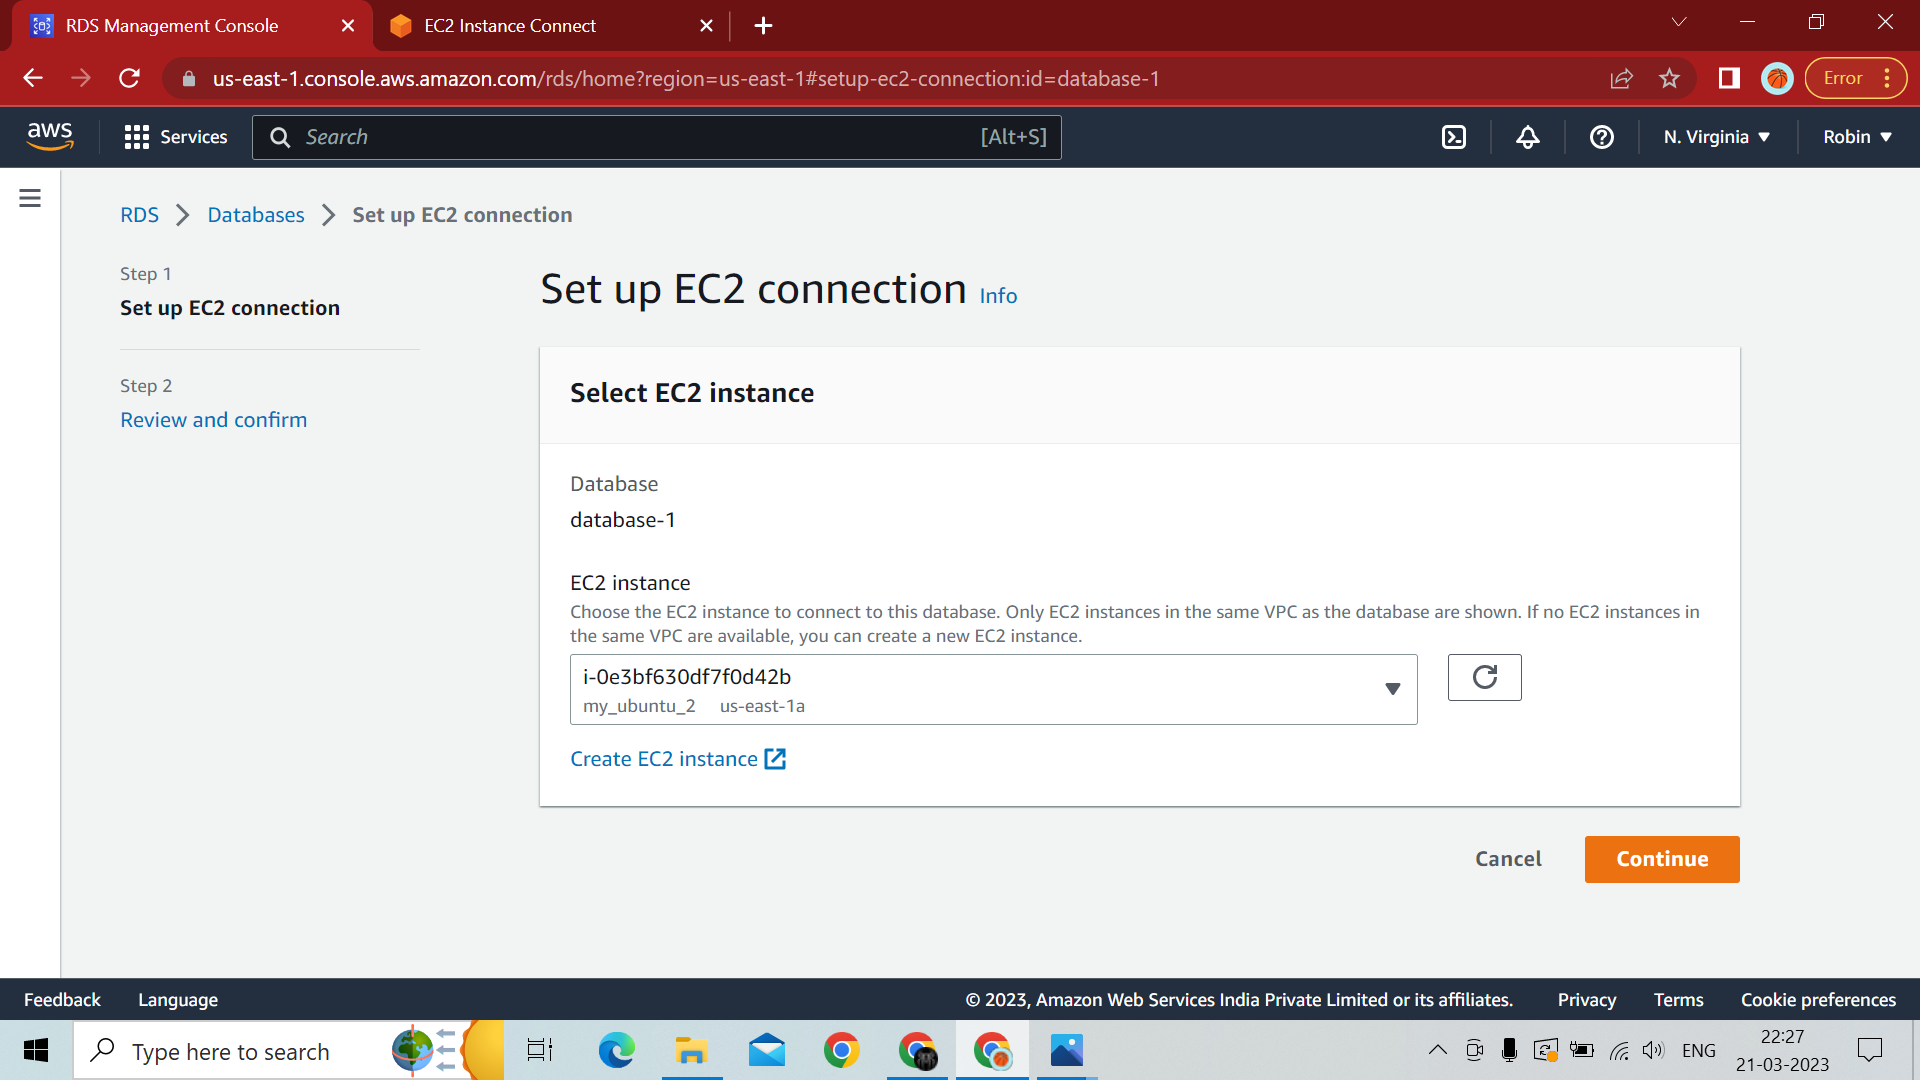 RDS Management Console
EC2 Instance Connect
us-east-1.console.aws.amazon.com/rds/home?region=us-east-1#setup-ec2-connection:id=database-1
Error
aws
Services
Search
[Alt+S]
N. Virginia
Robin
RDS
Databases
Set up EC2 connection
Step 1
Set up EC2 connection
Step 2
Review and confirm
Set up EC2 connection Info
Select EC2 instance
Database
database-1
EC2 instance
Choose the EC2 instance to connect to this database. Only EC2 instances in the same VPC as the database are shown. If no EC2 instances in
the same VPC are available, you can create a new EC2 instance.
i-0e3bf630df7f0d42b
my_ubuntu_2 us-east-1a
Create EC2 instance
Cancel
Continue
Feedback
Language
© 2023, Amazon Web Services India Private Limited or its affiliates.
Privacy
Terms
Cookie preferences
Type here to search
ENG
22:27
21-03-2023